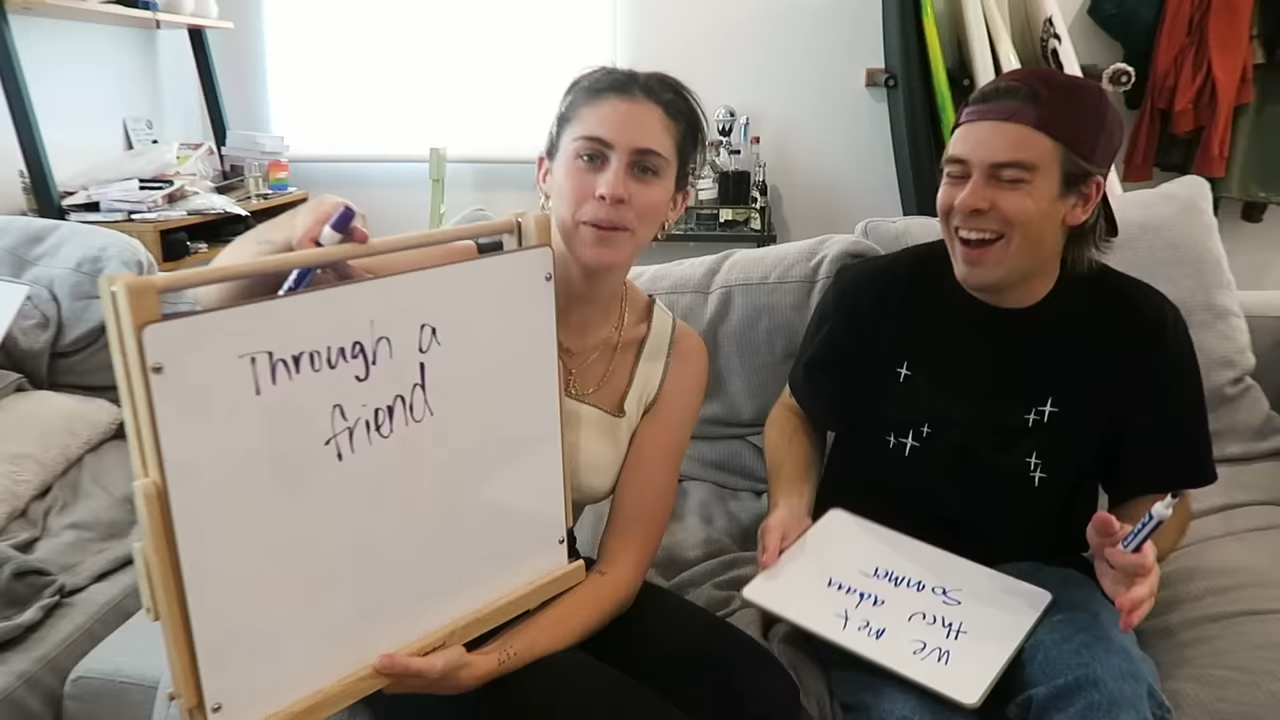 Through a
friend
We met
thru adam
Sommer